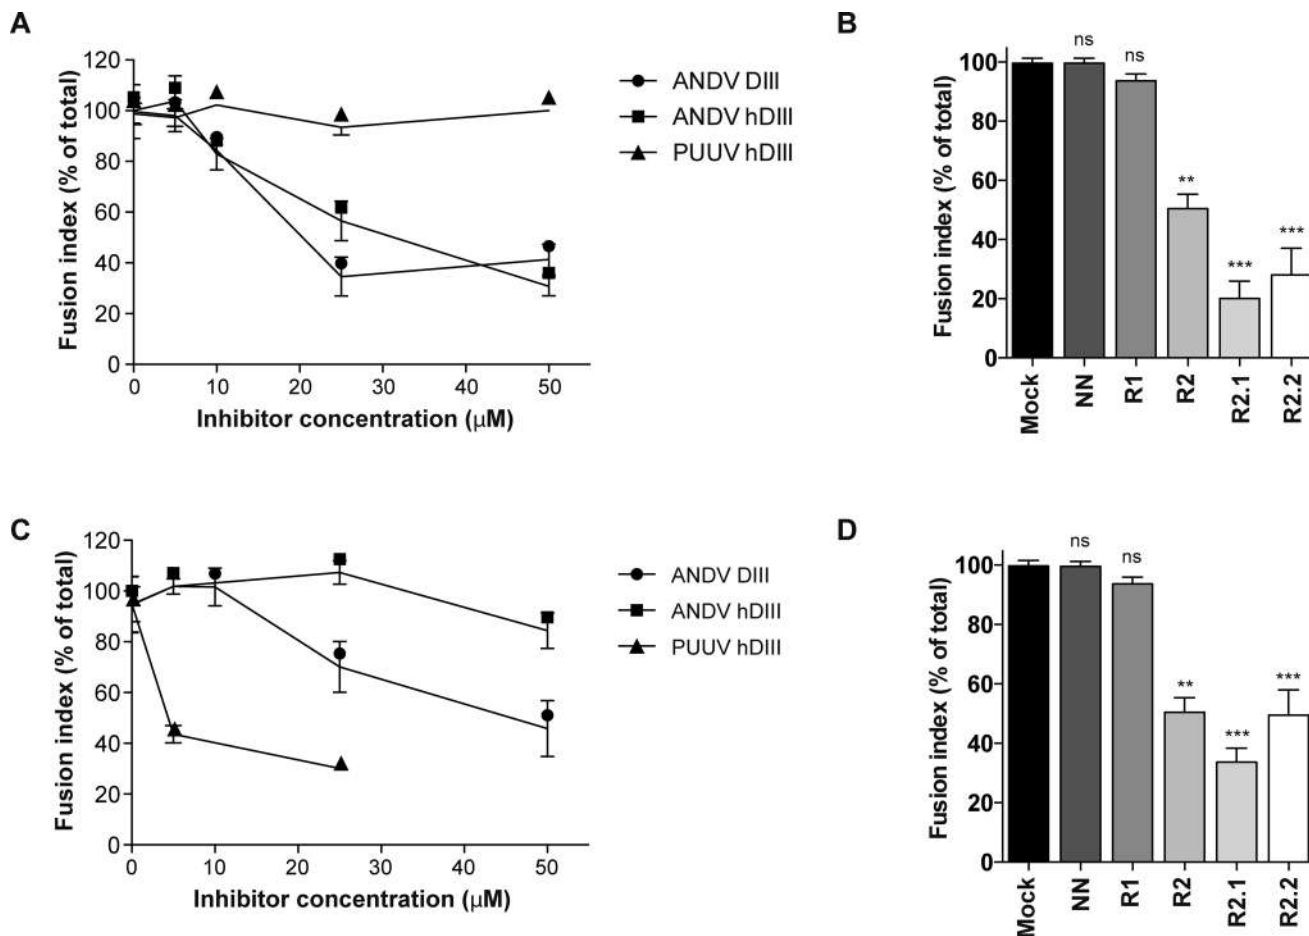 A
Fusion index (% of total)
120
100
80
60
40
20
0
0 10 20 30 40 50
Inhibitor concentration (μM)
ANDV DIII
ANDV hDIII
PUUV hDIII
B
Fusion index (% of total)
100
80
60
40
20
0
ns
ns
**
***
***
Mock
NN
R1
R2
R2.1
R2.2
C
Fusion index (% of total)
120
100
80
60
40
20
0
0 10 20 30 40 50
Inhibitor concentration (μM)
ANDV DIII
ANDV hDIII
PUUV hDIII
D
Fusion index (% of total)
100
80
60
40
20
0
ns
ns
**
***
***
Mock
NN
R1
R2
R2.1
R2.2